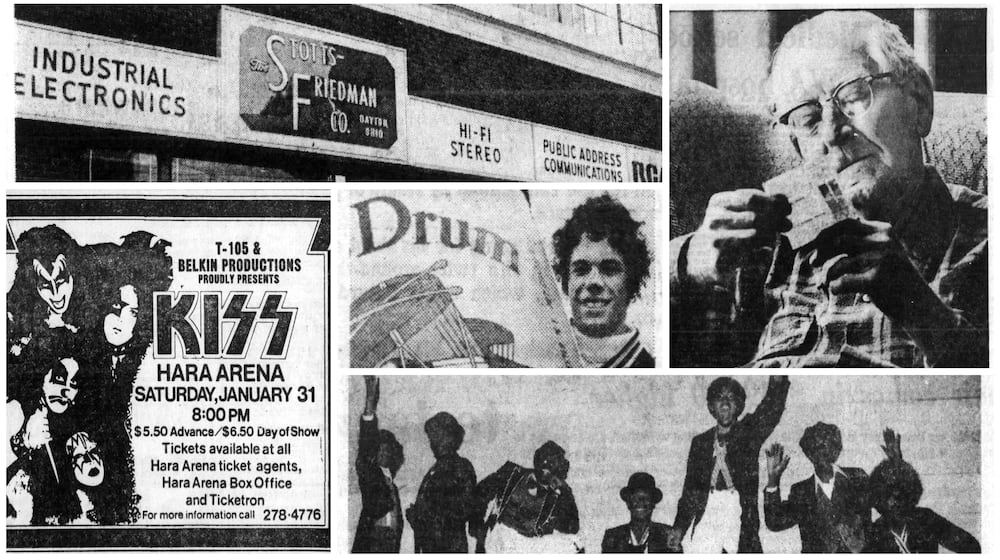 INDUSTRIAL
ELECTRONICS
The
STOTTS-
FRIEDMAN
CO.
DAYTON
OHIO
HI-FI
STEREO
PUBLIC ADDRESS
COMMUNICATIONS
RCA
T-105 &
BELKIN PRODUCTIONS
PROUDLY PRESENTS
KISS
HARA ARENA
SATURDAY, JANUARY 31
8:00 PM
$5.50 Advance/$6.50 Day of Show
Tickets available at all
Hara Arena ticket agents,
Hara Arena Box Office
and Ticketron
For more information call 278-4776
Drum